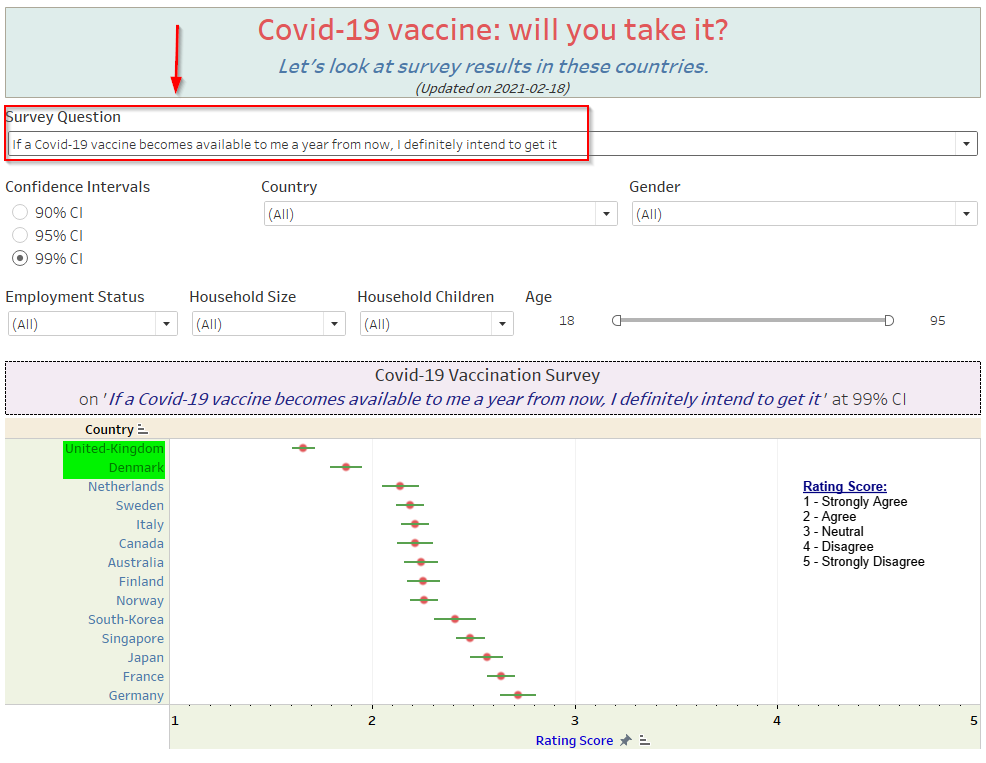 Covid-19 vaccine: will you take it?
Let's look at survey results in these countries.
(Updated on 2021-02-18)
Survey Question
If a Covid-19 vaccine becomes available to me a year from now, I definitely intend to get it
Confidence Intervals Country Gender
90% CI (All) (All)
95% CI
99% CI
Employment Status Household Size Household Children Age
(All) (All) (All) 18 95
Covid-19 Vaccination Survey
on 'If a Covid-19 vaccine becomes available to me a year from now, I definitely intend to get it' at 99% CI
Country
United-Kingdom
Denmark
Netherlands
Sweden
Italy
Canada
Australia
Finland
Norway
South-Korea
Singapore
Japan
France
Germany
Rating Score:
1 - Strongly Agree
2 - Agree
3 - Neutral
4 - Disagree
5 - Strongly Disagree
1 2 3 4 5
Rating Score